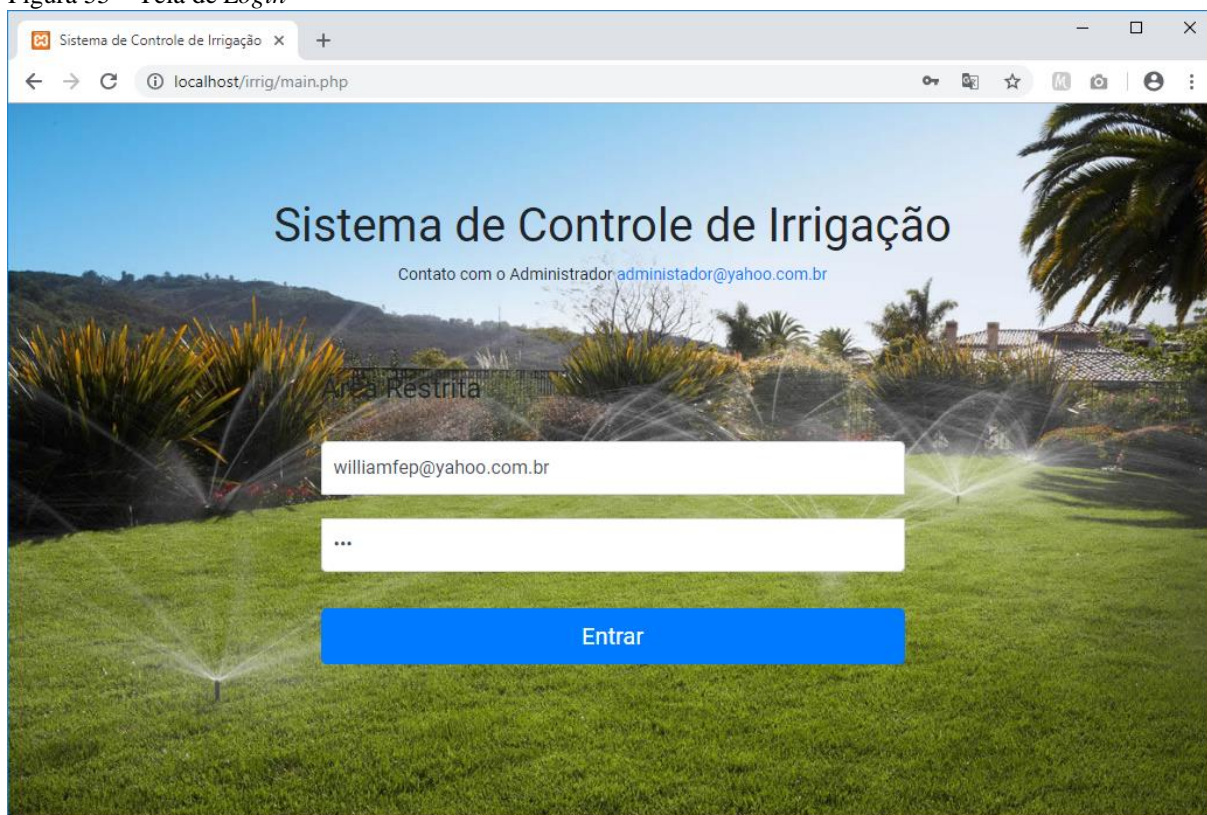 Figura 33 – Tela de Login
Sistema de Controle de Irrigação
localhost/irrig/main.php
Sistema de Controle de Irrigação
Contato com o Administrador administador@yahoo.com.br
Área Restrita
williamfep@yahoo.com.br
•••
Entrar